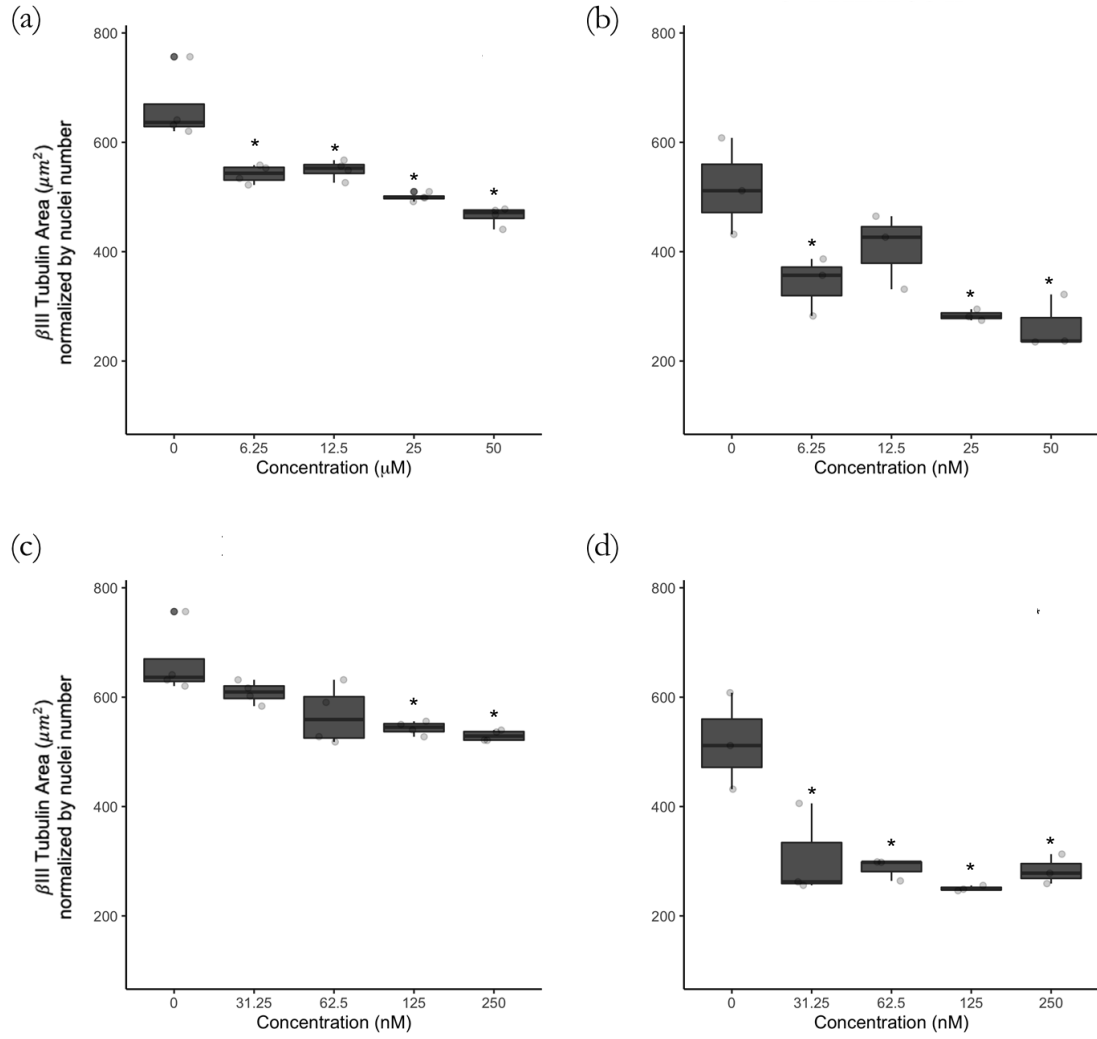 (a)
(b)
800
600
400
200
βIII Tubulin Area (μm²)
normalized by nuclei number
* * * *
0 6.25 12.5 25 50
Concentration (μM)
800
600
400
200
* * *
0 6.25 12.5 25 50
Concentration (nM)
(c)
(d)
800
600
400
200
βIII Tubulin Area (μm²)
normalized by nuclei number
* *
0 31.25 62.5 125 250
Concentration (nM)
800
600
400
200
* * * *
0 31.25 62.5 125 250
Concentration (nM)